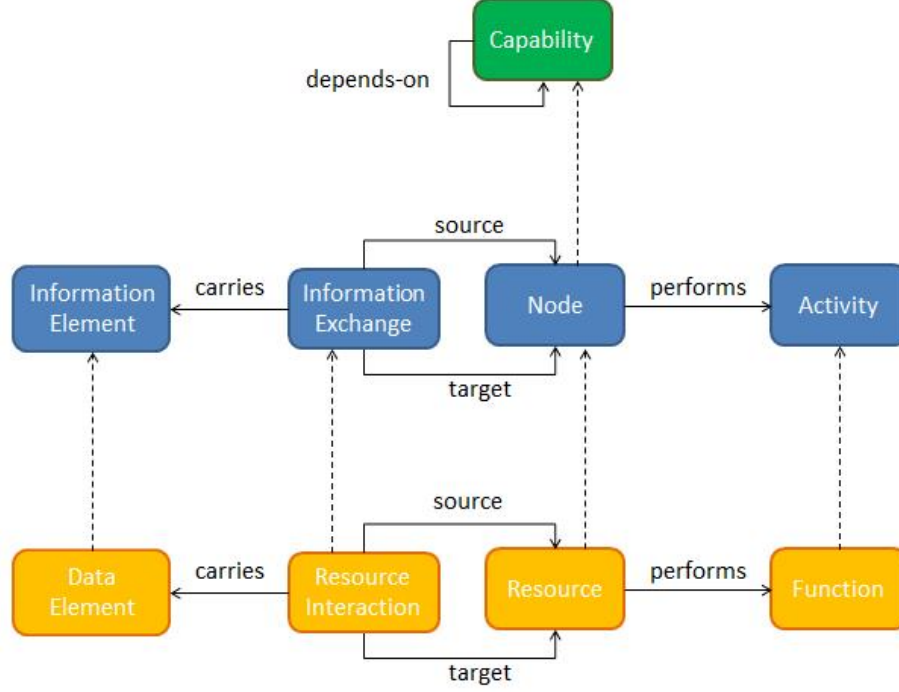 Capability
depends-on
source
Information
Element
carries
Information
Exchange
Node
performs
Activity
target
source
Data
Element
carries
Resource
Interaction
Resource
performs
Function
target